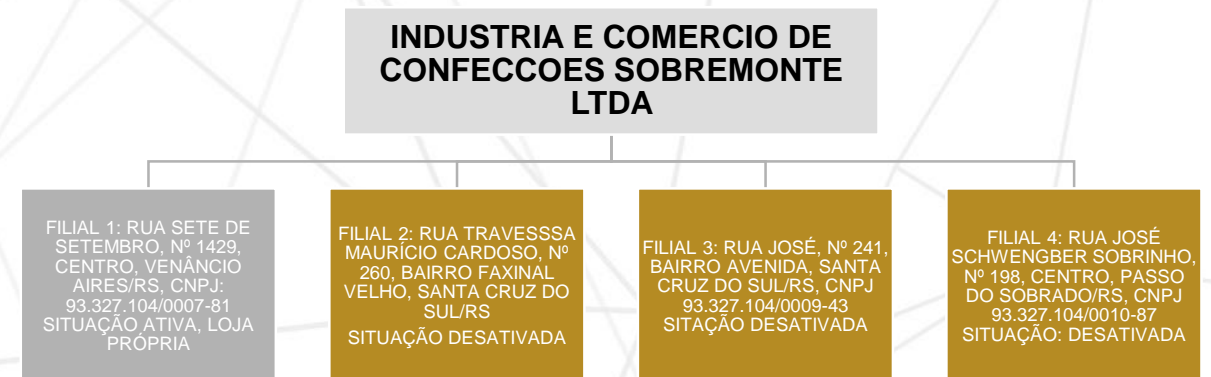 INDUSTRIA E COMERCIO DE
CONFECCOES SOBREMONTE
LTDA
FILIAL 1: RUA SETE DE
SETEMBRO, Nº 1429,
CENTRO, VENÂNCIO
AIRES/RS, CNPJ:
93.327.104/0007-81
SITUAÇÃO ATIVA, LOJA
PRÓPRIA
FILIAL 2: RUA TRAVESSSA
MAURÍCIO CARDOSO, Nº
260, BAIRRO FAXINAL
VELHO, SANTA CRUZ DO
SUL/RS
SITUAÇÃO DESATIVADA
FILIAL 3: RUA JOSÉ, Nº 241,
BAIRRO AVENIDA, SANTA
CRUZ DO SUL/RS, CNPJ
93.327.104/0009-43
SITAÇÃO DESATIVADA
FILIAL 4: RUA JOSÉ
SCHWENGBER SOBRINHO,
Nº 198, CENTRO, PASSO
DO SOBRADO/RS, CNPJ
93.327.104/0010-87
SITUAÇÃO: DESATIVADA